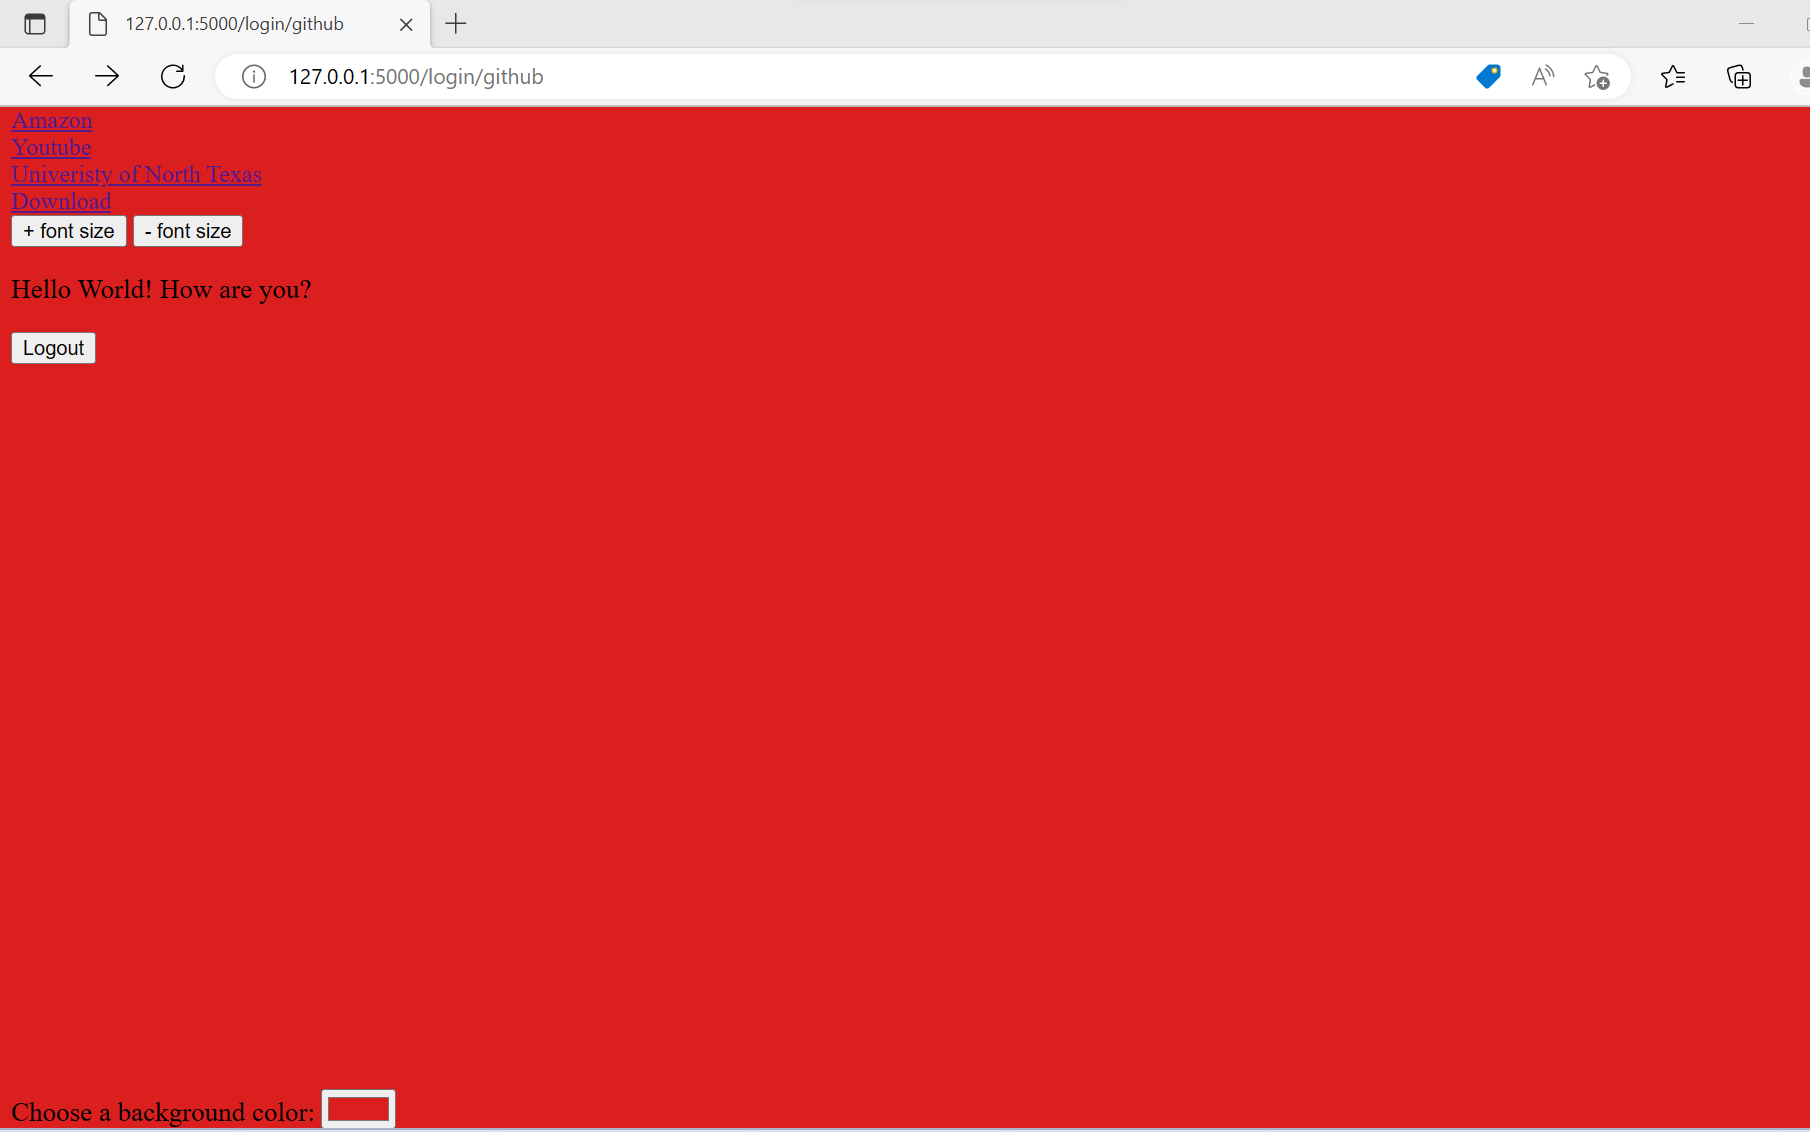 127.0.0.1:5000/login/github
127.0.0.1:5000/login/github
Amazon
Youtube
Univeristy of North Texas
Download
+ font size - font size
Hello World! How are you?
Logout
Choose a background color: